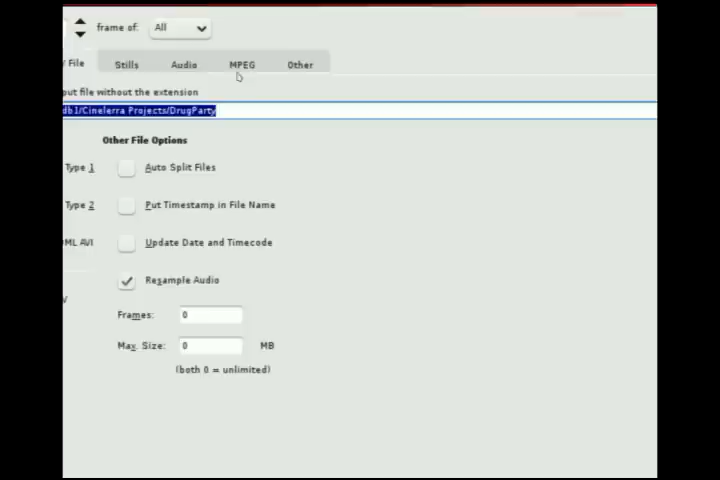 frame of: All
/ File Stills Audio MPEG Other
put file without the extension
db1/Cinelerra Projects/DrugParty
Other File Options
Type 1 Auto Split Files
Type 2 Put Timestamp in File Name
ML AVI Update Date and Timecode
Resample Audio
V
Frames: 0
Max. Size: 0 MB
(both 0 = unlimited)